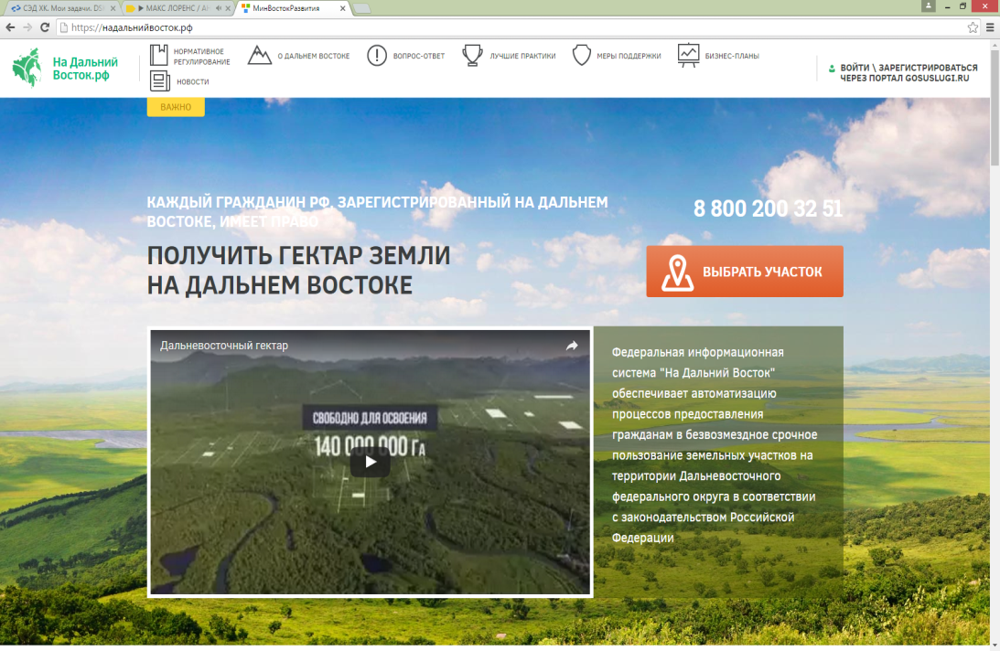 СЭД ХК. Мои задачи. DSI
МАКС ЛОРЕНС / АН
МинВостокРазвития
https://надальнийвосток.рф
На Дальний
Восток.рф
НОРМАТИВНОЕ
РЕГУЛИРОВАНИЕ
О ДАЛЬНЕМ ВОСТОКЕ
ВОПРОС-ОТВЕТ
ЛУЧШИЕ ПРАКТИКИ
МЕРЫ ПОДДЕРЖКИ
БИЗНЕС-ПЛАНЫ
НОВОСТИ
ВОЙТИ \ ЗАРЕГИСТРИРОВАТЬСЯ
ЧЕРЕЗ ПОРТАЛ GOSUSLUGI.RU
ВАЖНО
КАЖДЫЙ ГРАЖДАНИН РФ, ЗАРЕГИСТРИРОВАННЫЙ НА ДАЛЬНЕМ
ВОСТОКЕ, ИМЕЕТ ПРАВО
8 800 200 32 51
ПОЛУЧИТЬ ГЕКТАР ЗЕМЛИ
НА ДАЛЬНЕМ ВОСТОКЕ
ВЫБРАТЬ УЧАСТОК
Дальневосточный гектар
СВОБОДНО ДЛЯ ОСВОЕНИЯ
140 000 000 ГА
Федеральная информационная
система "На Дальний Восток"
обеспечивает автоматизацию
процессов предоставления
гражданам в безвозмездное срочное
пользование земельных участков на
территории Дальневосточного
федерального округа в соответствии
с законодательством Российской
Федерации